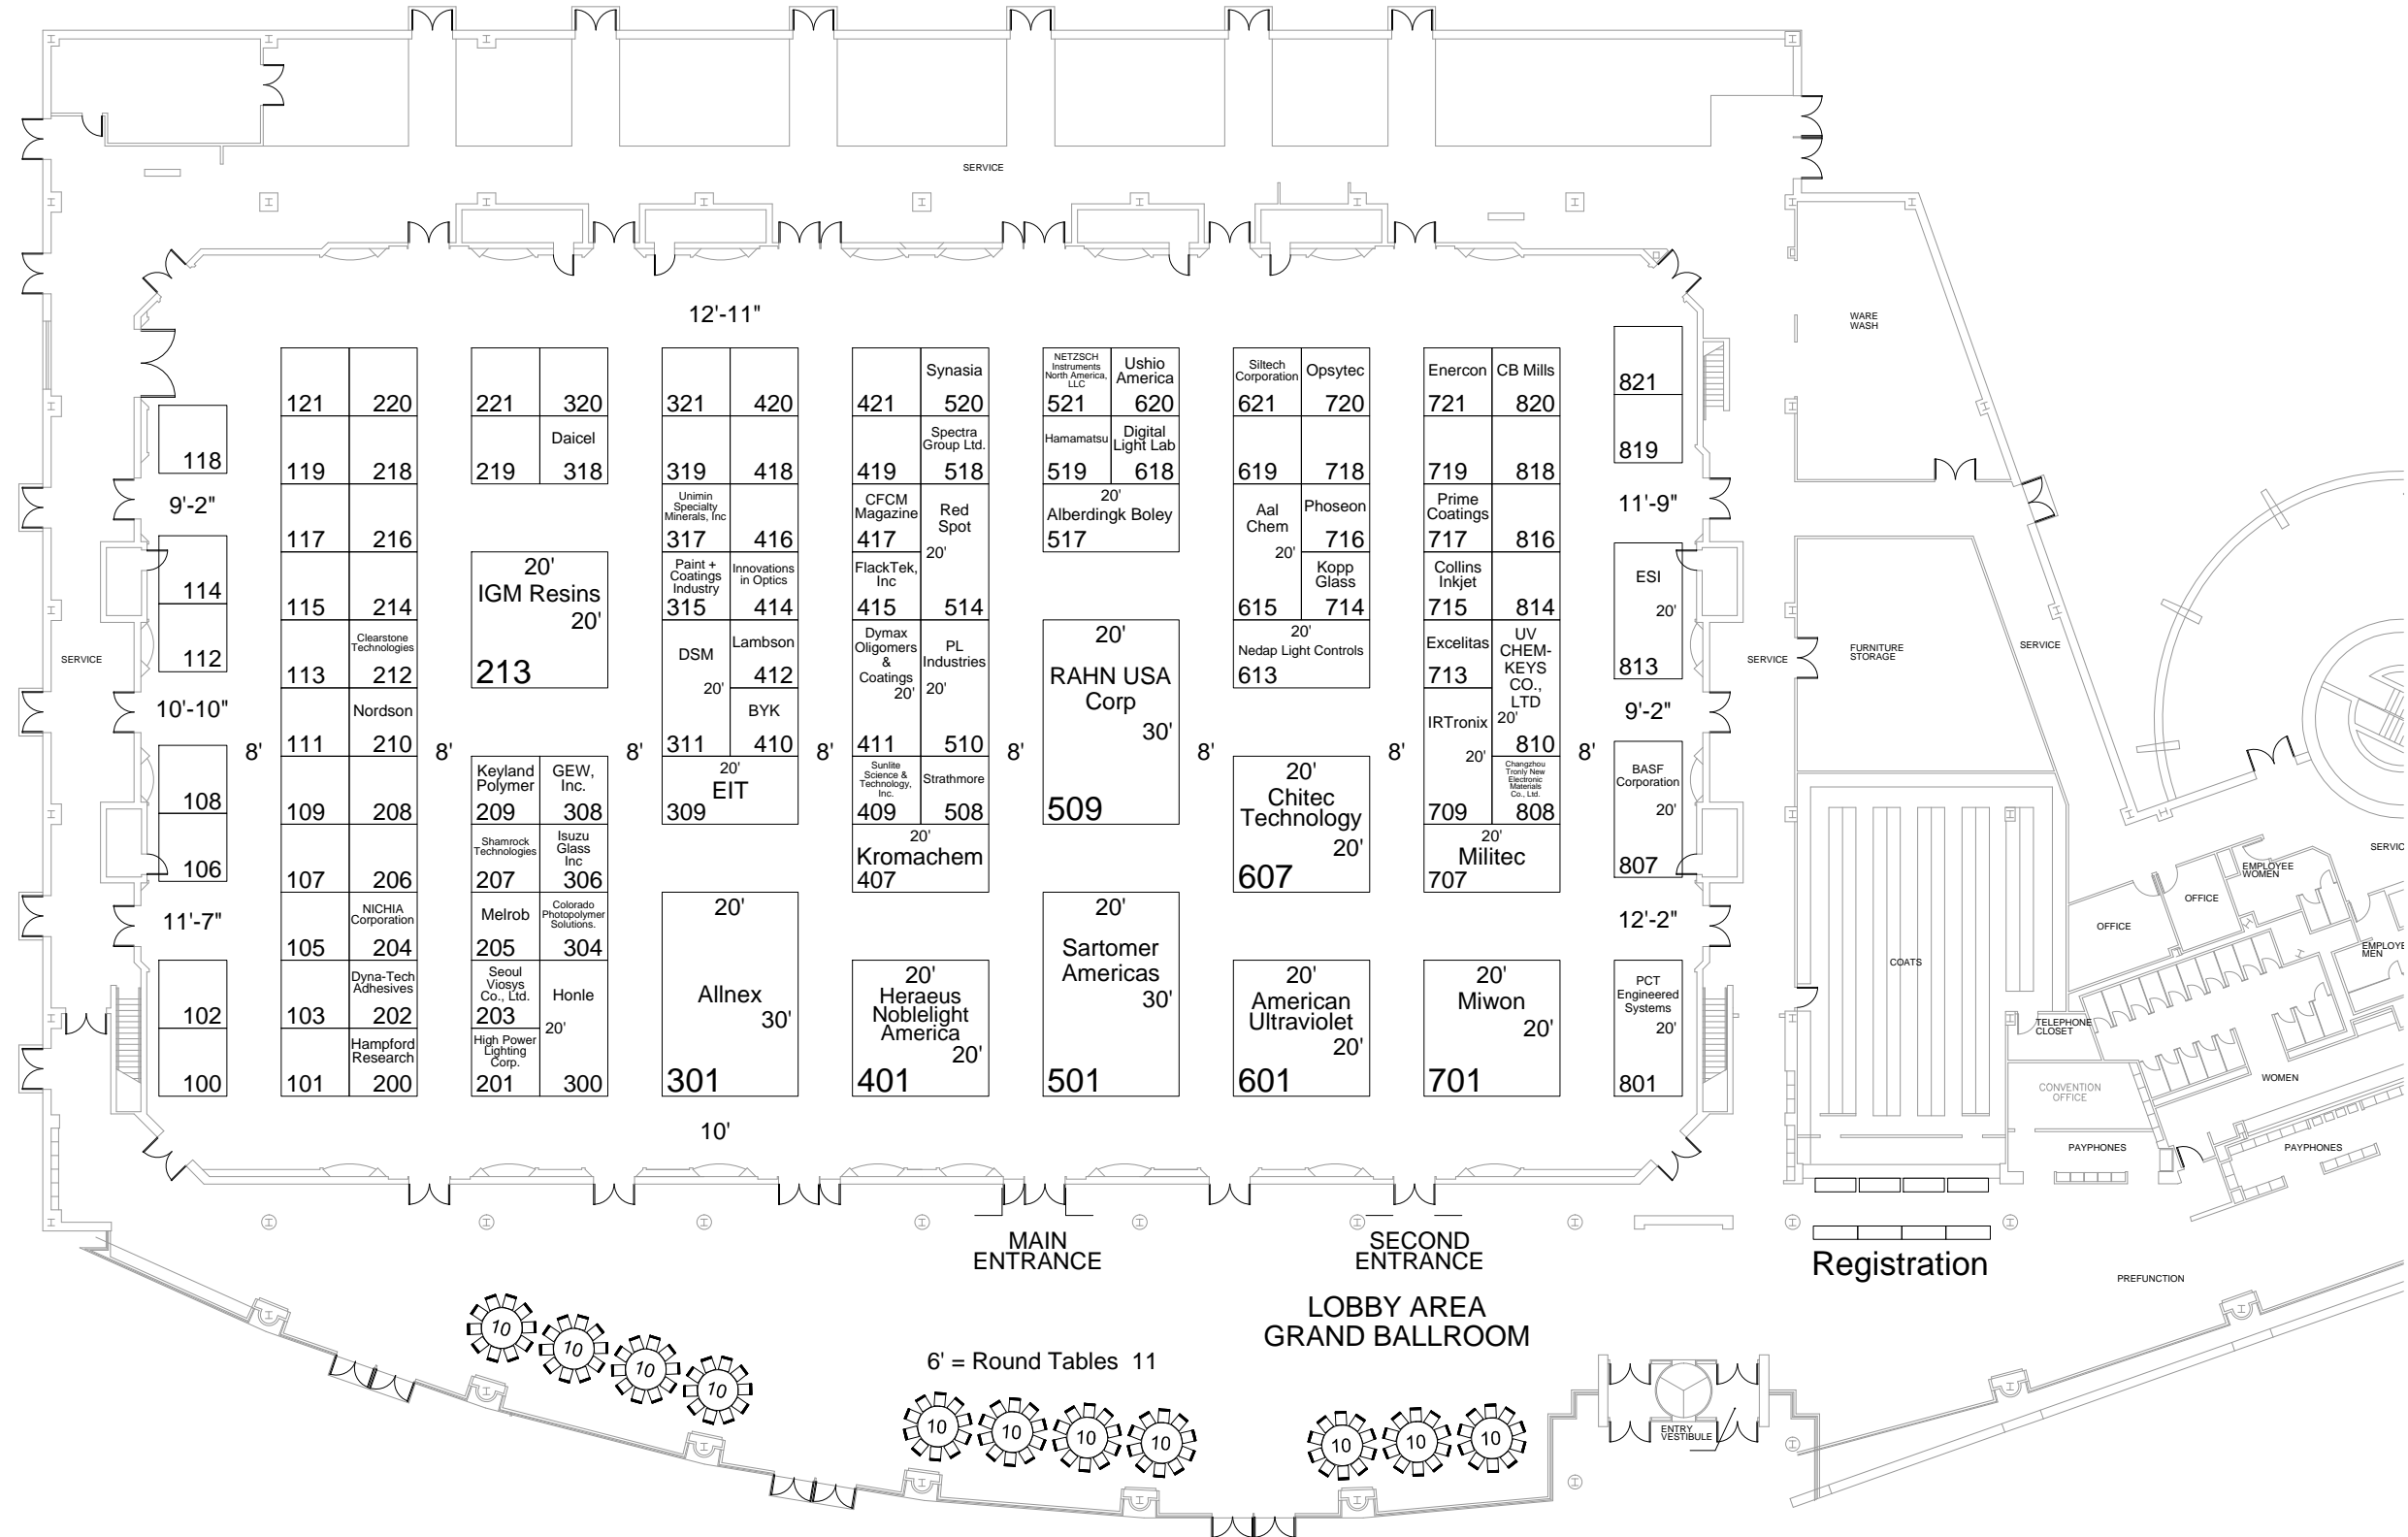 SERVICE
WARE
WASH
12'-11"
121
220
119
218
117
216
115
214
113
Clearstone
Technologies
212
111
Nordson
210
109
208
107
206
105
NICHIA
Corporation
204
103
Dyna-Tech
Adhesives
202
101
Hampford
Research
200
118
9'-2"
114
112
SERVICE
10'-10"
108
106
11'-7"
102
100
8'
8'
8'
8'
8'
8'
8'
8'
221
320
219
Daicel
318
20'
IGM Resins
20'
213
Keyland
Polymer
209
GEW,
Inc.
308
Shamrock
Technologies
207
Isuzu
Glass
Inc
306
Melrob
205
Colorado
Photopolymer
Solutions.
304
Seoul
Viosys
Co., Ltd.
203
Honle
20'
300
High Power
Lighting
Corp.
201
321
420
319
418
Unimin
Specialty
Minerals, Inc
317
416
Paint +
Coatings
Industry
315
Innovations
in Optics
414
DSM
20'
311
Lambson
412
BYK
410
20'
EIT
309
20'
Allnex
30'
301
10'
421
Synasia
520
419
Spectra
Group Ltd.
518
CFCM
Magazine
417
Red
Spot
20'
514
FlackTek,
Inc
415
Dymax
Oligomers
&
Coatings
20'
411
PL
Industries
20'
510
Sunlite
Science &
Technology,
Inc.
409
Strathmore
508
20'
Kromachem
407
20'
Heraeus
Noblelight
America
20'
401
NETZSCH
Instruments
North America,
LLC
521
Ushio
America
620
Hamamatsu
519
Digital
Light Lab
618
20'
Alberdingk Boley
517
20'
RAHN USA
Corp
30'
509
20'
Sartomer
Americas
30'
501
Siltech
Corporation
621
Opsytec
720
619
718
Aal
Chem
20'
615
Phoseon
716
Kopp
Glass
714
20'
Nedap Light Controls
613
20'
Chitec
Technology
20'
607
20'
American
Ultraviolet
20'
601
Enercon
721
CB Mills
820
719
818
Prime
Coatings
717
816
Collins
Inkjet
715
814
Excelitas
713
UV
CHEM-
KEYS
CO.,
LTD
20'
810
IRTronix
20'
709
Changzhou
Tronly New
Electronic
Materials
Co., Ltd.
808
20'
Militec
707
20'
Miwon
20'
701
821
819
11'-9"
ESI
20'
813
9'-2"
BASF
Corporation
20'
807
12'-2"
PCT
Engineered
Systems
20'
801
SERVICE
FURNITURE
STORAGE
SERVICE
COATS
OFFICE
OFFICE
EMPLOYEE
WOMEN
SERVIC
EMPLOYE
MEN
TELEPHONE
CLOSET
CONVENTION
OFFICE
WOMEN
PAYPHONES
PAYPHONES
MAIN
ENTRANCE
SECOND
ENTRANCE
Registration
PREFUNCTION
LOBBY AREA
GRAND BALLROOM
6' = Round Tables 11
10
10
10
10
10
10
10
10
10
10
10
ENTRY
VESTIBULE